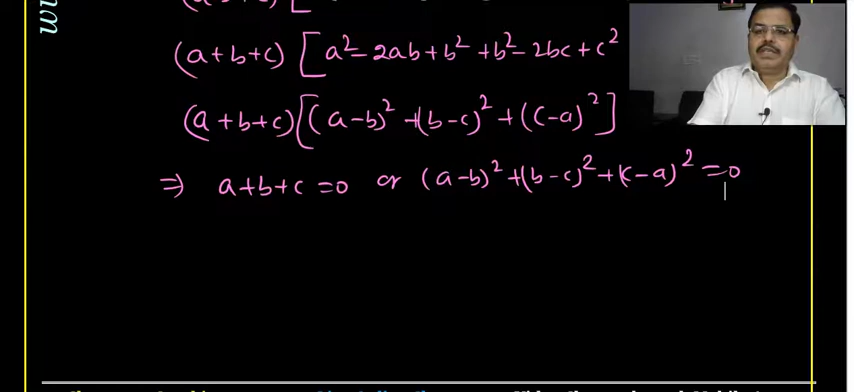 (a+b+c) [
(a+b+c) [a² − 2ab + b² + b² − 2bc + c²
(a+b+c) [(a−b)² + (b−c)² + (c−a)²]
⇒ a+b+c = 0 or (a−b)² + (b−c)² + (c−a)² = 0